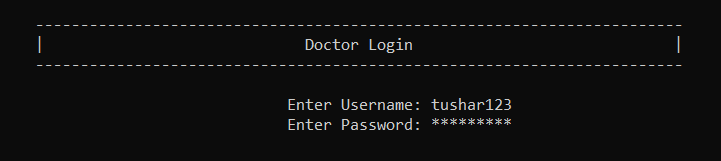 ------------------------------------------------------------------------
|                             Doctor Login                             |
------------------------------------------------------------------------
Enter Username: tushar123
Enter Password: *********